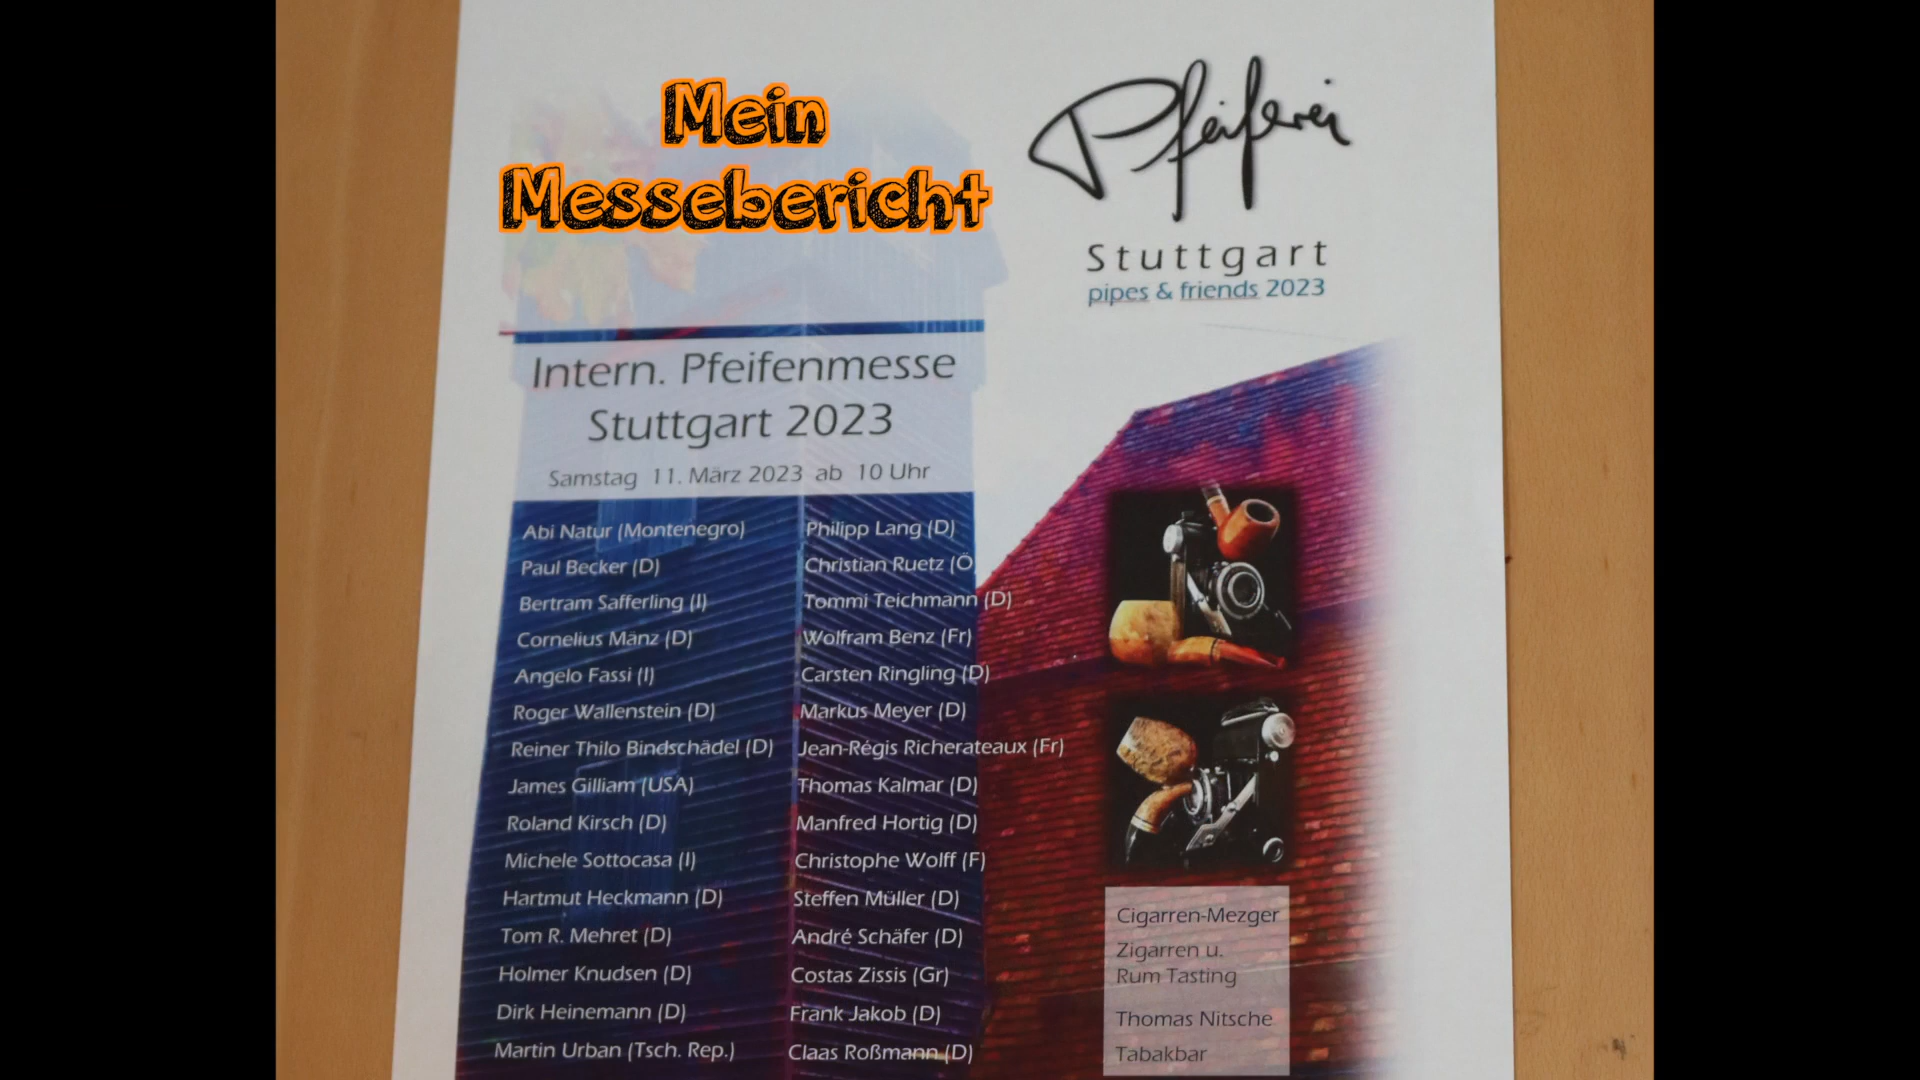 Mein
Messebericht
Pfeiferei
Stuttgart
pipes & friends 2023
Intern. Pfeifenmesse
Stuttgart 2023
Samstag 11. März 2023 ab 10 Uhr
Abi Natur (Montenegro)
Paul Becker (D)
Bertram Safferling (I)
Cornelius Mänz (D)
Angelo Fassi (I)
Roger Wallenstein (D)
Reiner Thilo Bindschädel (D)
James Gilliam (USA)
Roland Kirsch (D)
Michele Sottocasa (I)
Hartmut Heckmann (D)
Tom R. Mehret (D)
Holmer Knudsen (D)
Dirk Heinemann (D)
Martin Urban (Tsch. Rep.)
Philipp Lang (D)
Christian Ruetz (Ö
Tommi Teichmann (D)
Wolfram Benz (Fr)
Carsten Ringling (D)
Markus Meyer (D)
Jean-Régis Richerateaux (Fr)
Thomas Kalmar (D)
Manfred Hortig (D)
Christophe Wolff (F)
Steffen Müller (D)
André Schäfer (D)
Costas Zissis (Gr)
Frank Jakob (D)
Claas Roßmann (D)
Cigarren-Mezger
Zigarren u.
Rum Tasting
Thomas Nitsche
Tabakbar